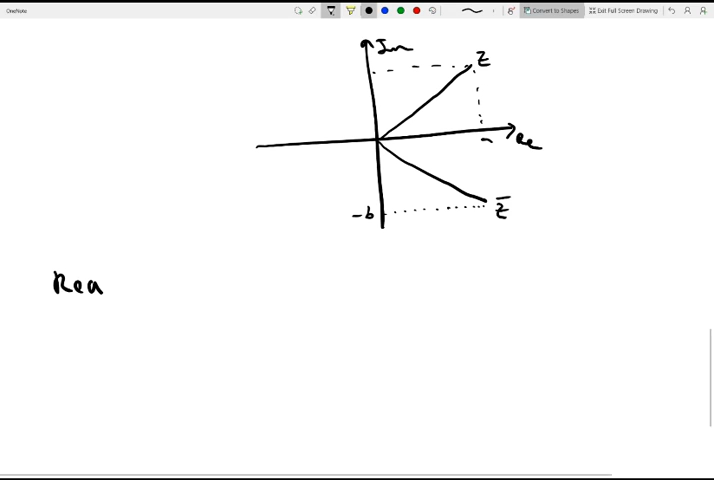 OneNote
Convert to Shapes
Exit Full Screen Drawing
Im
Z
Re
-b
Z̅
Rea